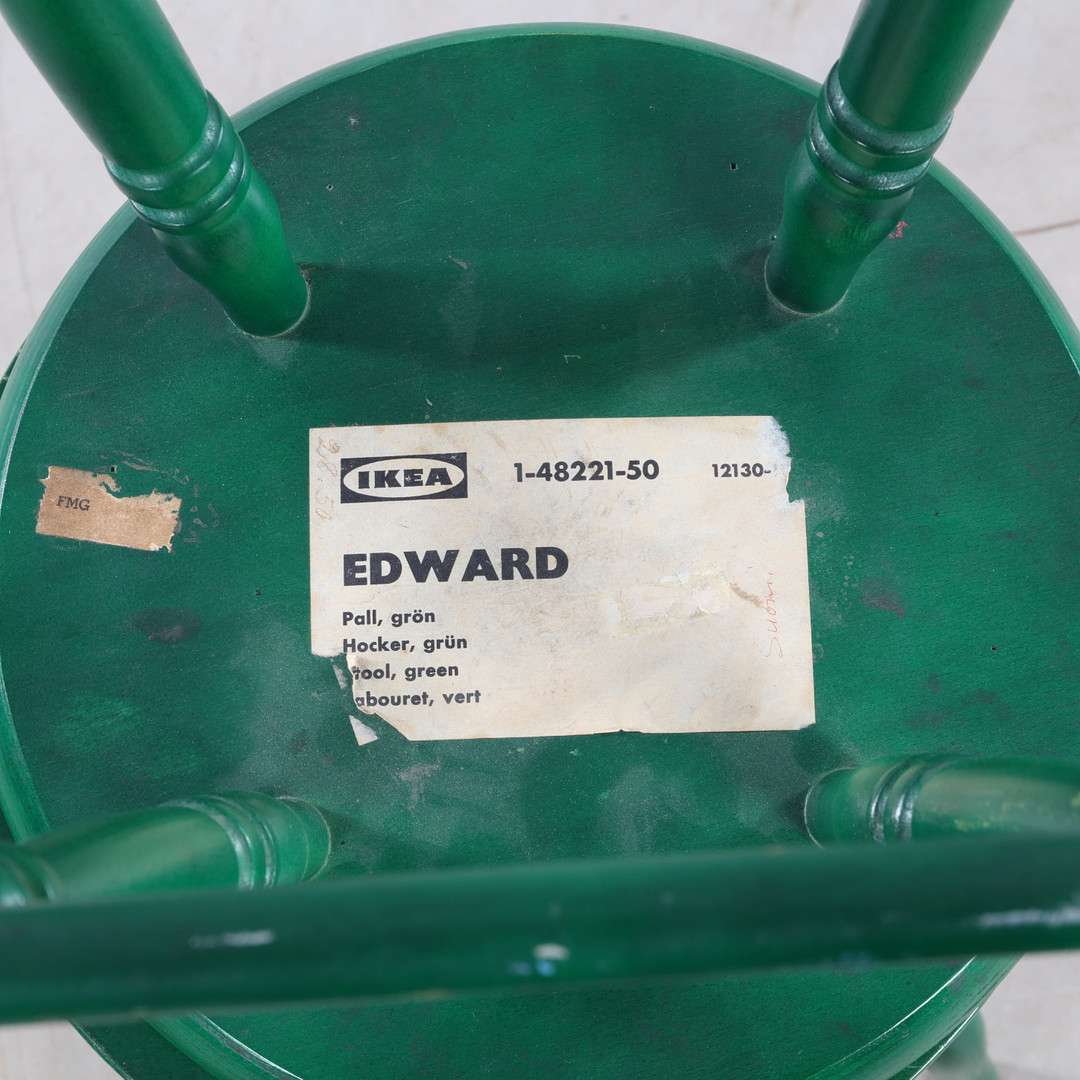 IKEA 1-48221-50 12130-
EDWARD
Pall, grön
Hocker, grün
tool, green
abouret, vert
FMG
Suomi